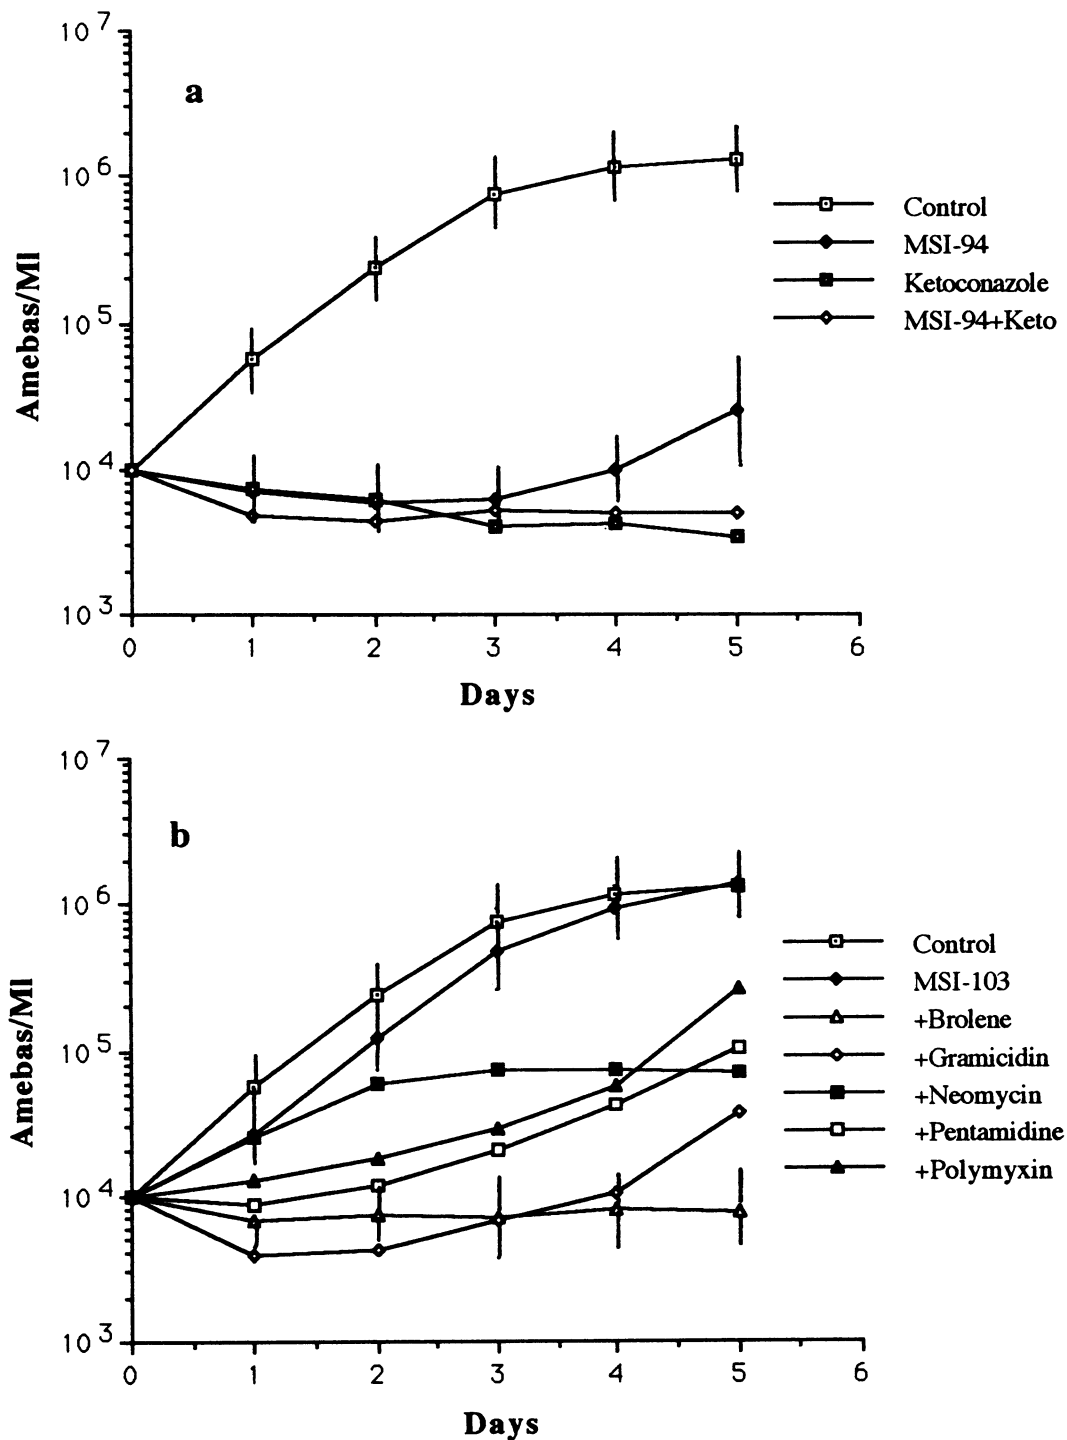 10^7
a
10^6
10^5
10^4
10^3
Amebas/Ml
0 1 2 3 4 5 6
Days
Control
MSI-94
Ketoconazole
MSI-94+Keto
10^7
b
10^6
10^5
10^4
10^3
Amebas/Ml
0 1 2 3 4 5 6
Days
Control
MSI-103
+Brolene
+Gramicidin
+Neomycin
+Pentamidine
+Polymyxin